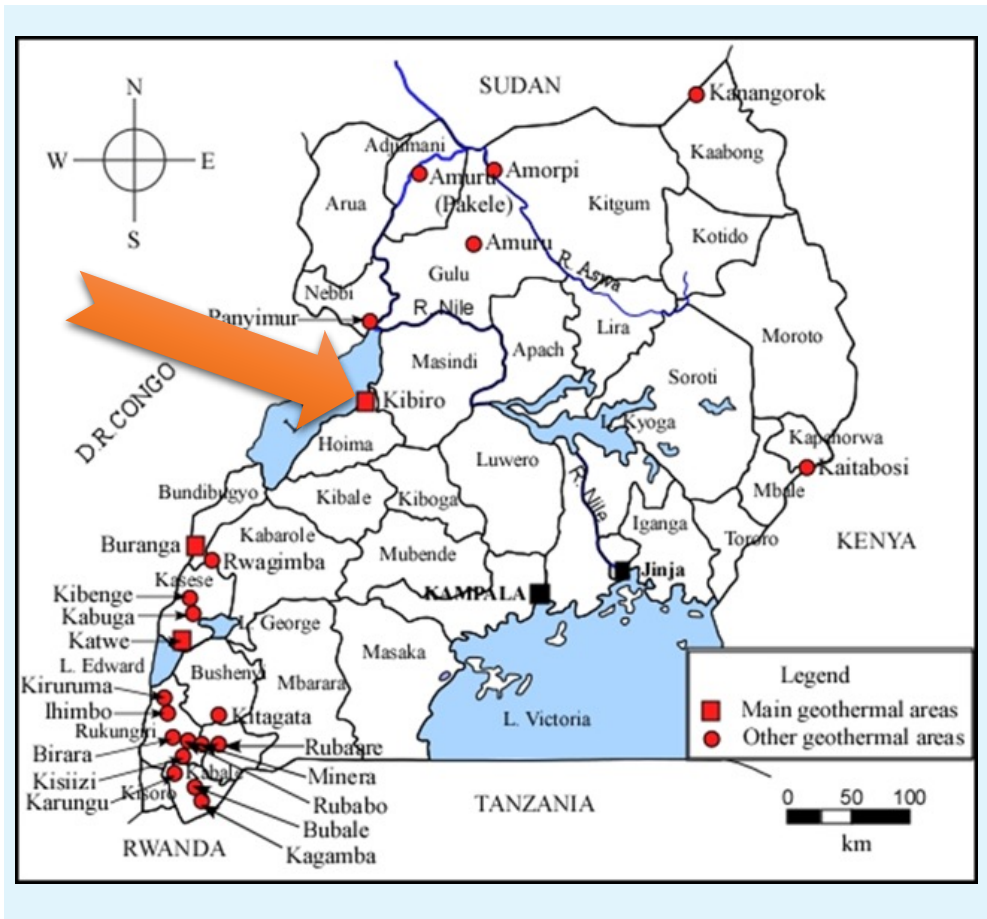 N
SUDAN
Kanangorok
Adjumani
Kaabong
W
E
Amuru
(Pakele)
Amorpi
Arua
Kitgum
S
Kotido
Amuru
R. Aswa
Gulu
Nebbi
R. Nile
Panyimur
Lira
Moroto
Masindi
Apach
Soroti
D.R.CONGO
Kibiro
L. Kyoga
Hoima
Kapchorwa
Luwero
Kaitabosi
Bundibugyo
Kibale
Kiboga
R. Nile
Mbale
Iganga
Kabarole
Tororo
KENYA
Buranga
Mubende
Rwagimba
Jinja
Kasese
Kibenge
KAMPALA
Kabuga
L. George
Katwe
Masaka
L. Edward
Bushenyi
Legend
Kiruruma
Mbarara
Main geothermal areas
Ihimbo
Kitagata
L. Victoria
Rukungiri
Other geothermal areas
Birara
Rubaare
Kisiizi
Kabale
Minera
Karungu
Kisoro
Rubabo
TANZANIA
0 50 100
Bubale
km
RWANDA
Kagamba